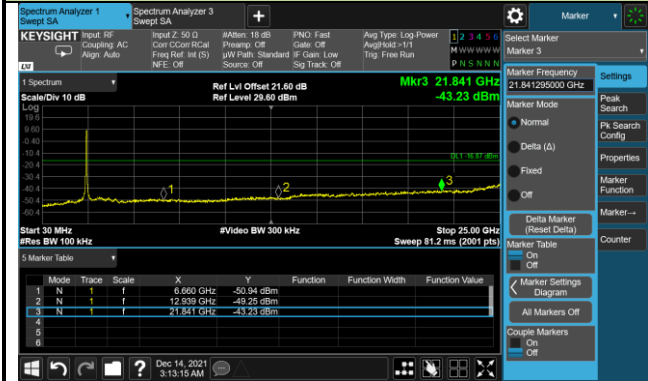 Spectrum Analyzer 1
Swept SA
Spectrum Analyzer 3
Swept SA
+
Marker
KEYSIGHT
Input: RF
Coupling: AC
Align: Auto
Input Z: 50 Ω
Corr CCorr RCal
Freq Ref: Int (S)
NFE: Off
#Atten: 18 dB
Preamp: Off
µW Path: Standard
Source: Off
PNO: Fast
Gate: Off
IF Gain: Low
Sig Track: Off
Avg Type: Log-Power
Avg|Hold:>1/1
Trig: Free Run
1 2 3 4 5 6
M W W W W W
P N S N N N
LXI
Select Marker
Marker 3
1 Spectrum
Scale/Div 10 dB
Ref Lvl Offset 21.60 dB
Ref Level 29.60 dBm
Mkr3 21.841 GHz
-43.23 dBm
Log
19.6
9.60
-0.40
-10.4
-20.4
-30.4
-40.4
-50.4
-60.4
DL1 -16.87 dBm
1
2
3
Start 30 MHz
#Res BW 100 kHz
#Video BW 300 kHz
Stop 25.00 GHz
Sweep 81.2 ms (2001 pts)
5 Marker Table
Mode Trace Scale X Y Function Function Width Function Value
1 N 1 f 6.660 GHz -50.94 dBm
2 N 1 f 12.939 GHz -49.25 dBm
3 N 1 f 21.841 GHz -43.23 dBm
4
5
6
Marker Frequency
21.841295000 GHz
Marker Mode
Normal
Delta (Δ)
Fixed
Off
Delta Marker
(Reset Delta)
Marker Table
On
Off
Marker Settings
Diagram
All Markers Off
Couple Markers
On
Off
Settings
Peak
Search
Pk Search
Config
Properties
Marker
Function
Marker→
Counter
?
Dec 14, 2021
3:13:15 AM